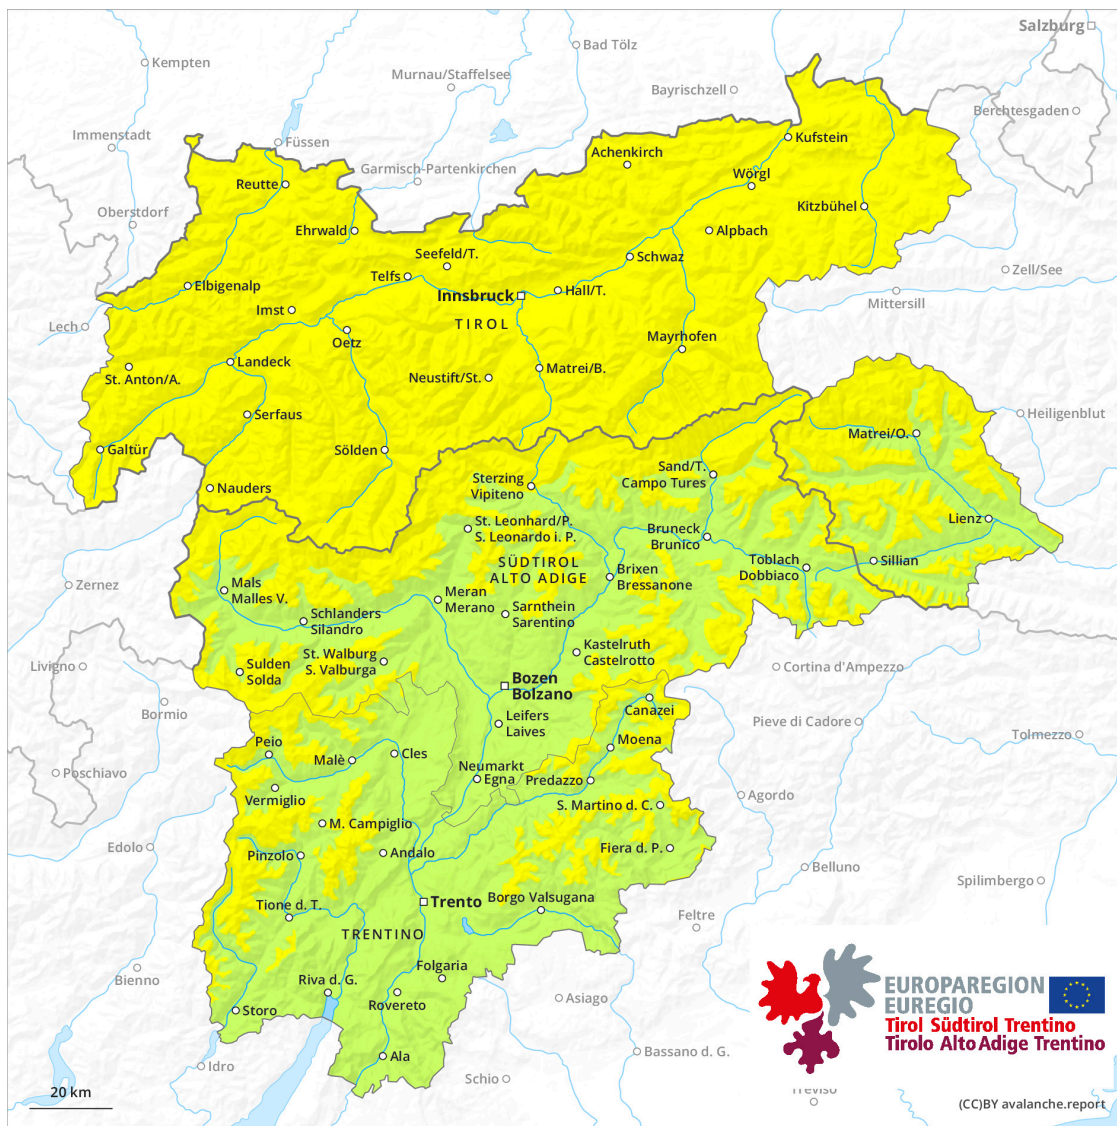 Salzburg
Bad Tölz
Kempten
Murnau/Staffelsee
Bayrischzell
Berchtesgaden
Immenstadt
Füssen
Kufstein
Achenkirch
Garmisch-Partenkirchen
Wörgl
Reutte
Kitzbühel
Oberstdorf
Ehrwald
Alpbach
Seefeld/T.
Schwaz
Zell/See
Telfs
Elbigenalp
Innsbruck
Hall/T.
Mittersill
Imst
TIROL
Lech
Oetz
Mayrhofen
Landeck
Matrei/B.
St. Anton/A.
Neustift/St.
Serfaus
Heiligenblut
Matrei/O.
Galtür
Sölden
Sterzing
Vipiteno
Sand/T.
Campo Tures
Nauders
Lienz
St. Leonhard/P.
S. Leonardo i. P.
Bruneck
Brunico
SÜDTIROL
ALTO ADIGE
Toblach
Dobbiaco
Sillian
Brixen
Bressanone
Zernez
Mals
Malles V.
Meran
Merano
Sarnthein
Sarentino
Schlanders
Silandro
Kastelruth
Castelrotto
St. Walburg
S. Valburga
Livigno
Sulden
Solda
Cortina d'Ampezzo
Bozen
Bolzano
Bormio
Canazei
Leifers
Laives
Pieve di Cadore
Tolmezzo
Peio
Moena
Cles
Malè
Neumarkt
Egna
Predazzo
Poschiavo
Vermiglio
S. Martino d. C.
Agordo
M. Campiglio
Edolo
Pinzolo
Andalo
Fiera d. P.
Belluno
Spilimbergo
Tione d. T.
Trento
Borgo Valsugana
Feltre
TRENTINO
Folgaria
Bienno
Riva d. G.
Rovereto
Asiago
Storo
EUROPAREGION
EUREGIO
Tirol Südtirol Trentino
Tirolo Alto Adige Trentino
Ala
Bassano d. G.
Idro
Schio
Treviso
20 km
(CC)BY avalanche.report